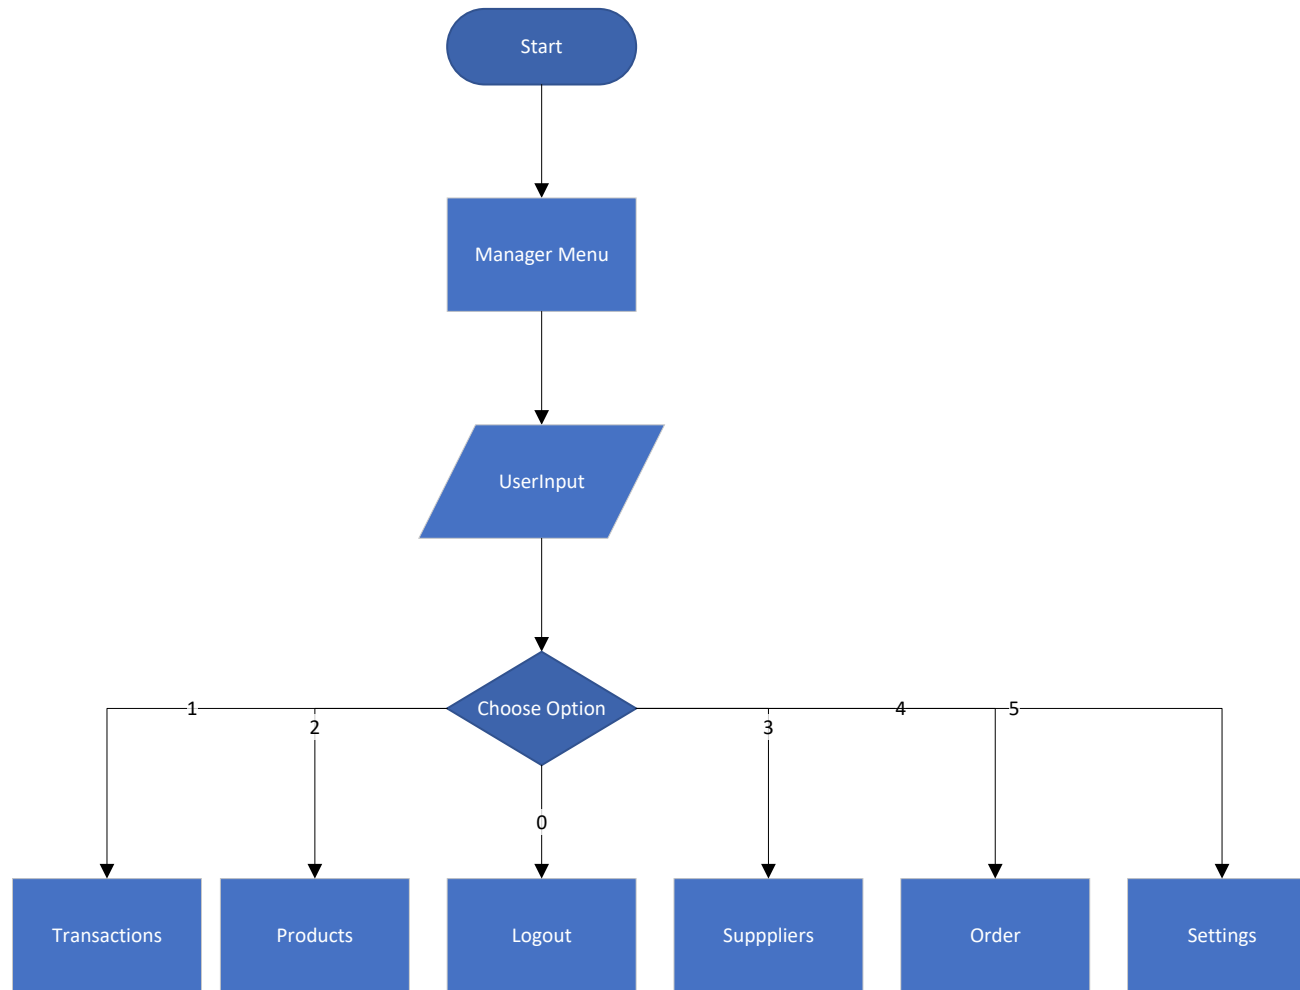 Start
Manager Menu
UserInput
Choose Option
1
2
3
4
5
0
Transactions
Products
Logout
Supppliers
Order
Settings